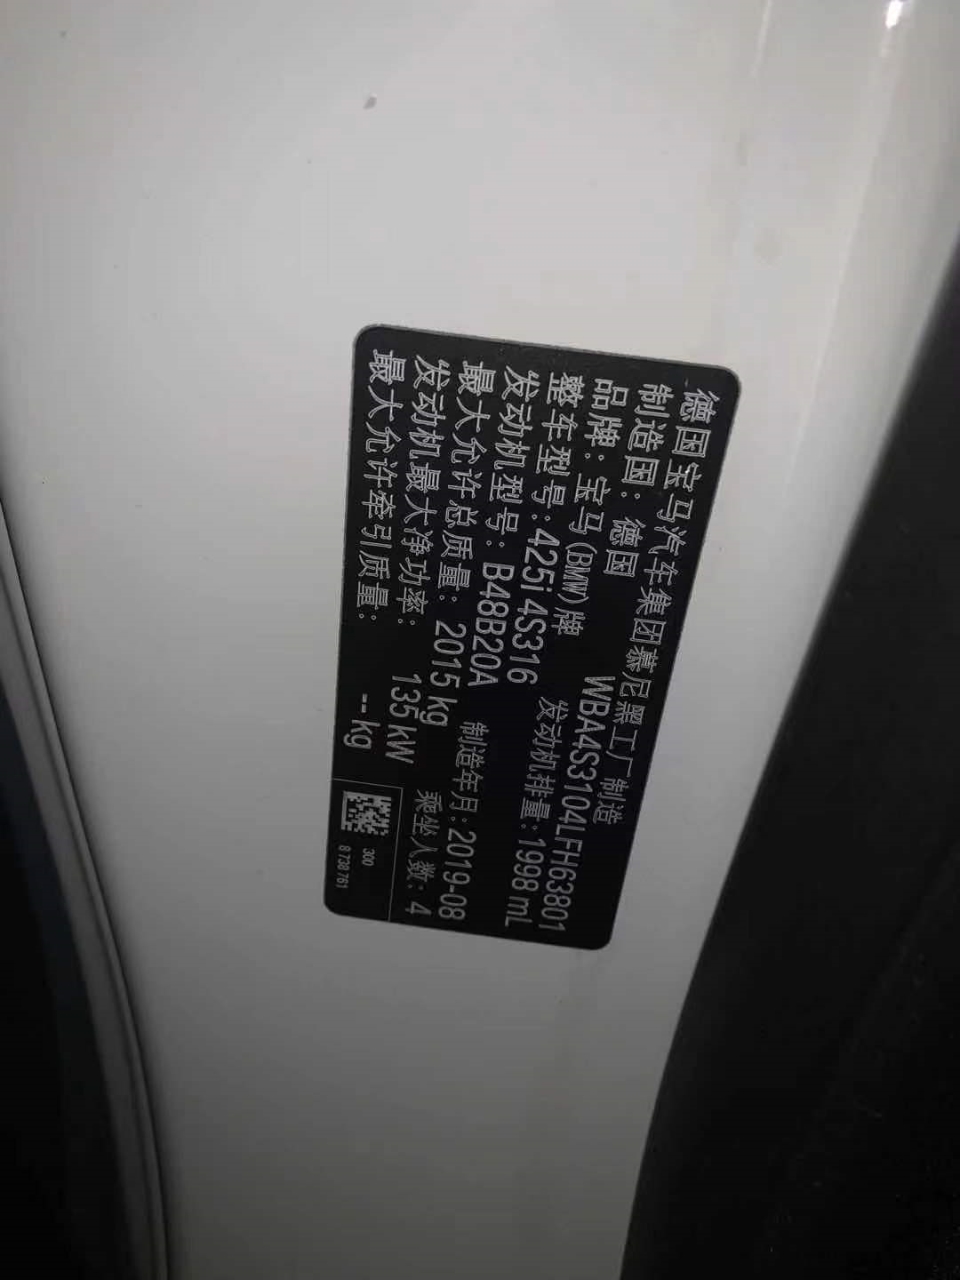 德国宝马汽车集团慕尼黑工厂制造
制造国：德国
WBA4S3104LFH63801
品牌：宝马(BMW)牌
整车型号：425i 4S316
发动机排量：1998 mL
发动机型号：B48B20A
最大允许总质量：2015 kg
制造年月：2019-08
发动机最大净功率：135 kW
乘坐人数：4
最大允许牵引质量：-- kg
300
8 738 761